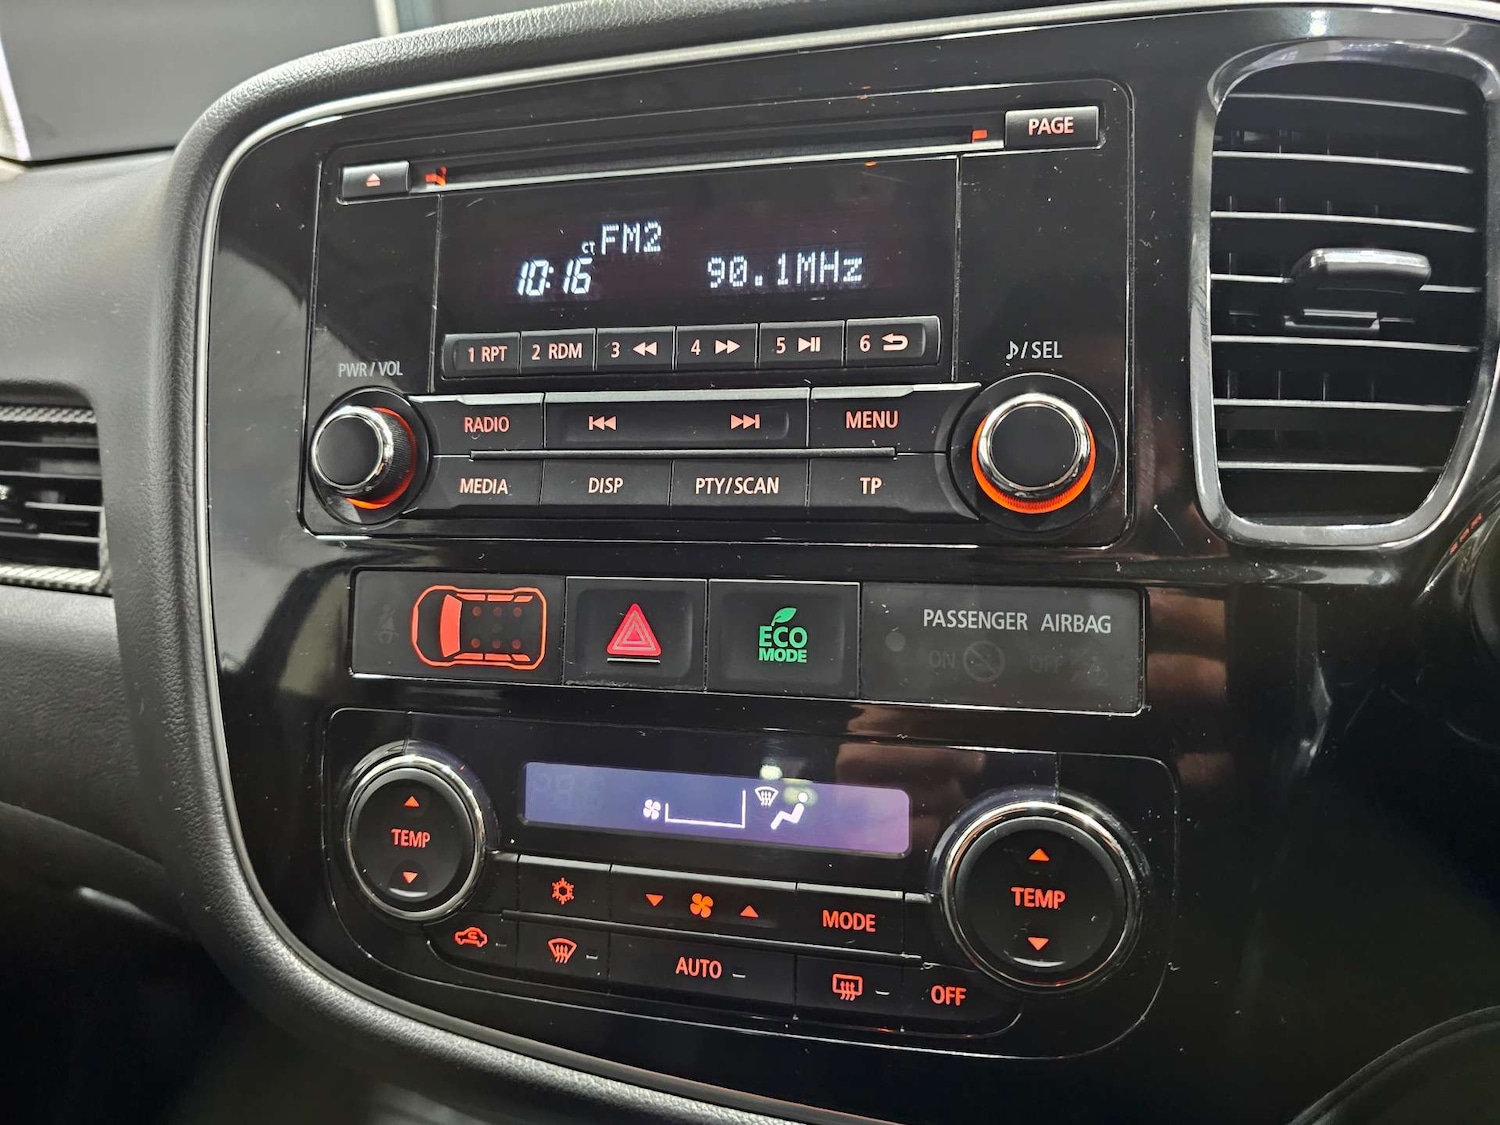 PAGE
CT FM2
10:16 90.1MHz
1 RPT 2 RDM 3 4 5 6
PWR/VOL
♪/SEL
RADIO MENU
MEDIA DISP PTY/SCAN TP
ECO
MODE
PASSENGER AIRBAG
ON OFF
TEMP
TEMP
MODE
AUTO
OFF